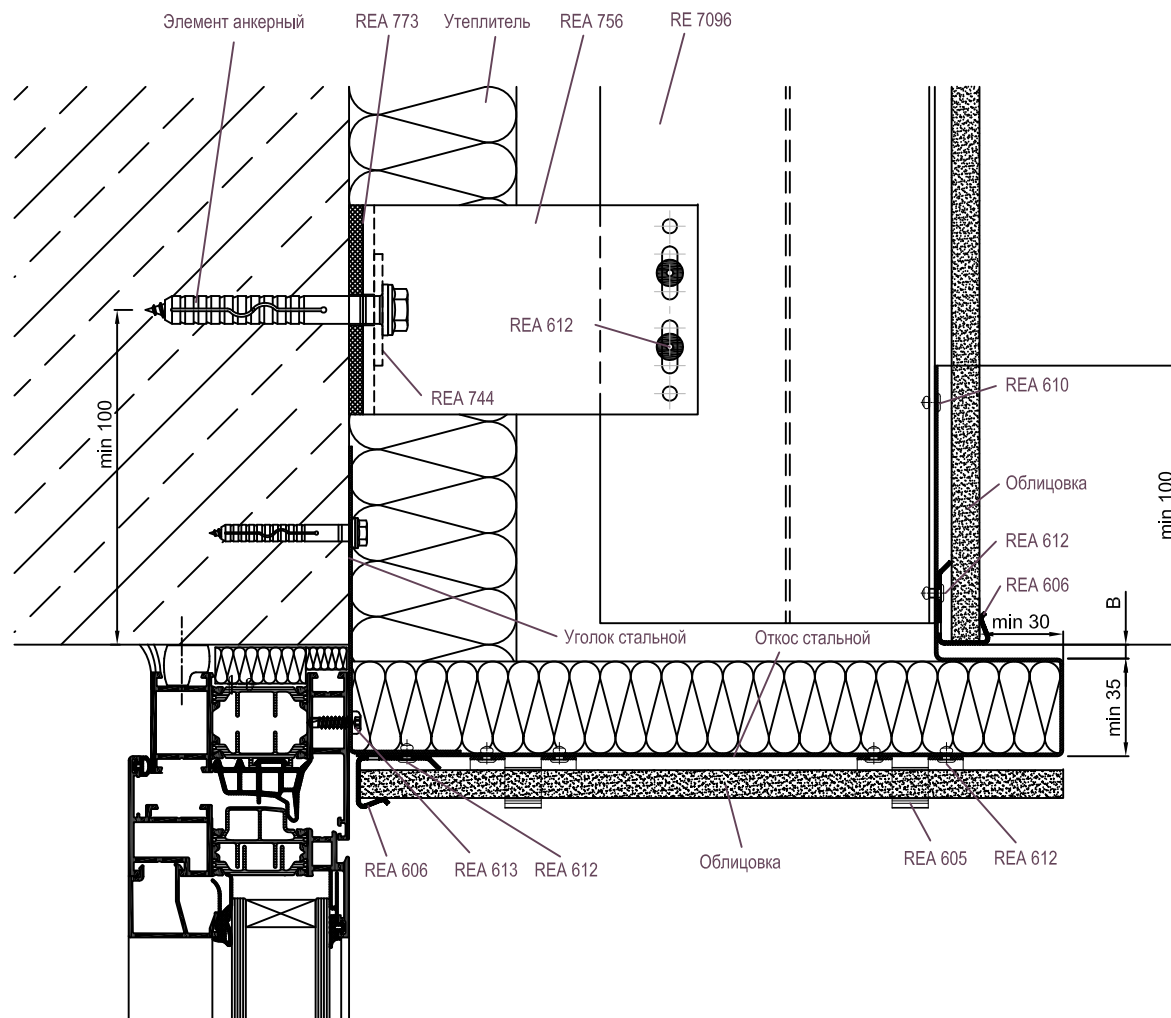 Элемент анкерный
REA 773
Утеплитель
REA 756
RE 7096
REA 612
REA 744
REA 610
min 100
Облицовка
min 100
REA 612
REA 606
B
min 30
Уголок стальной
Откос стальной
min 35
REA 606
REA 613
REA 612
Облицовка
REA 605
REA 612